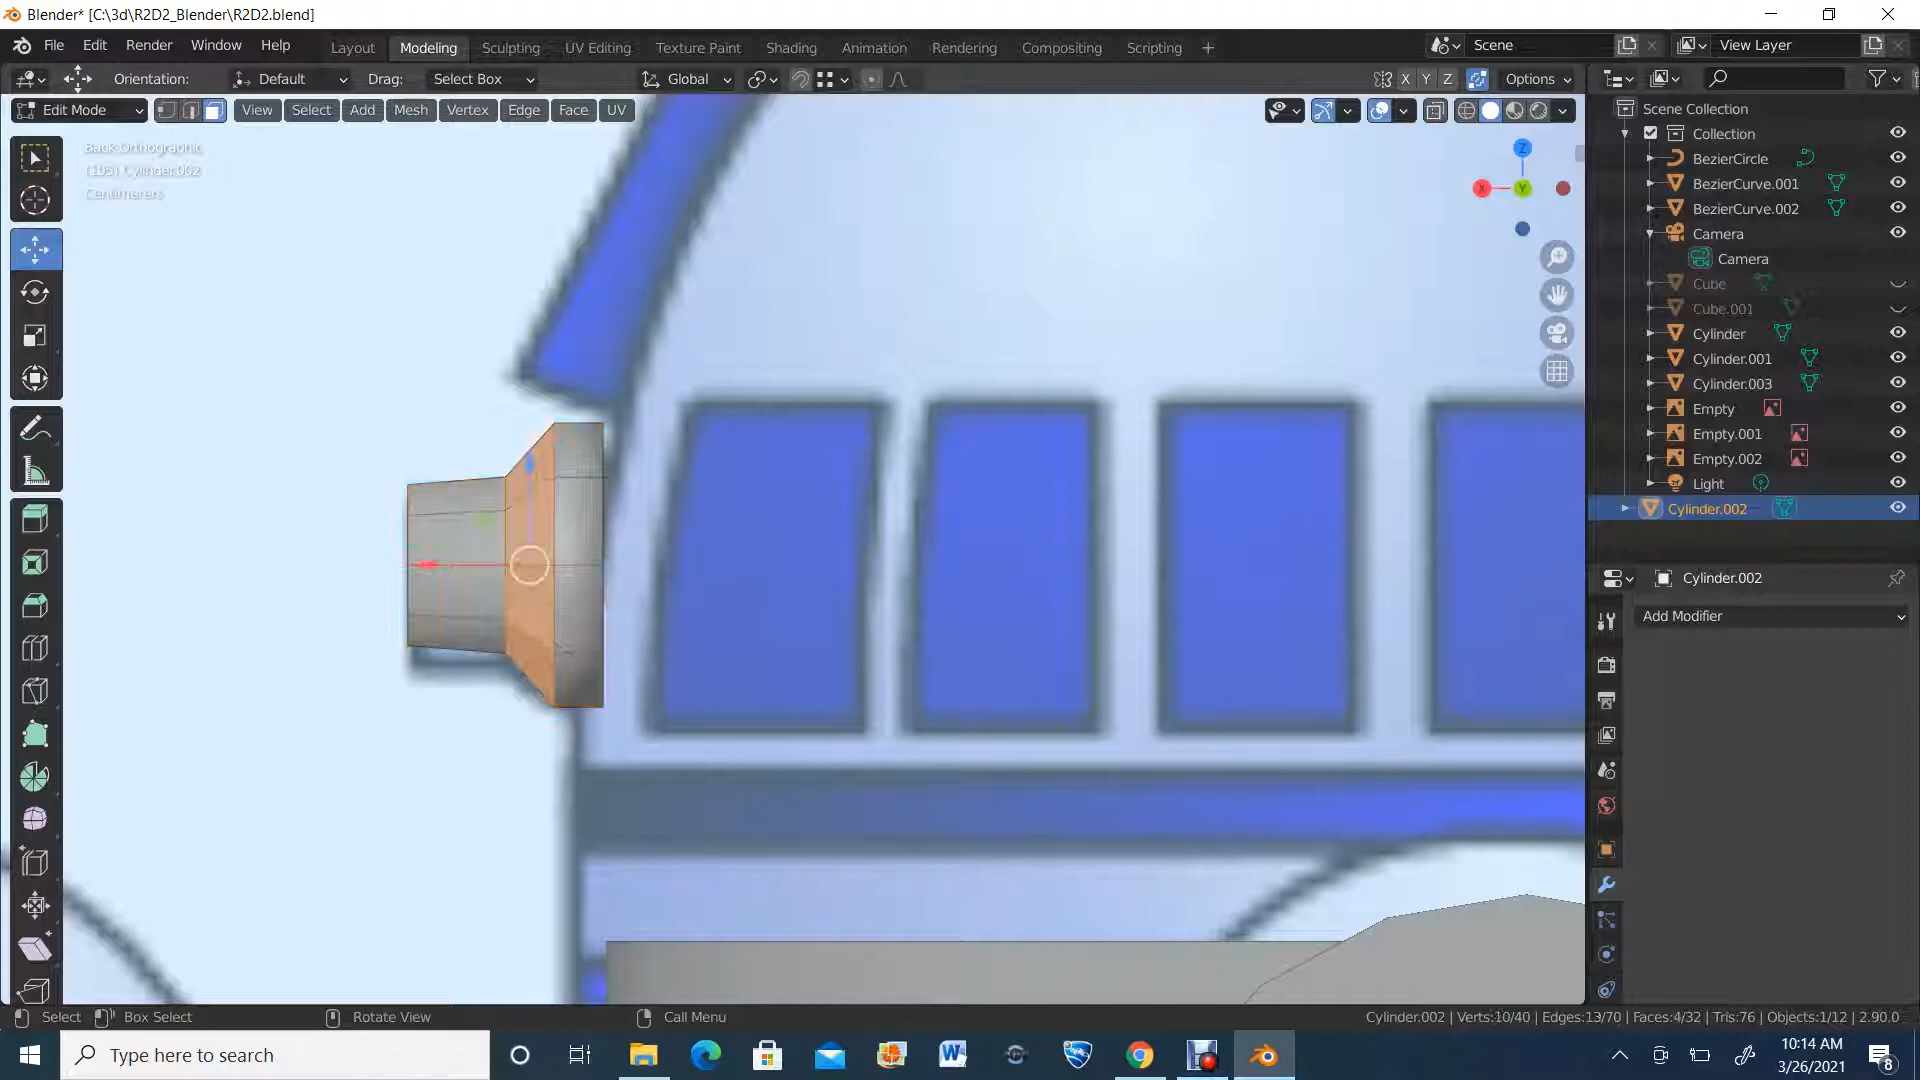 Blender* [C:\3d\R2D2_Blender\R2D2.blend]
File Edit Render Window Help
Layout Modeling Sculpting UV Editing Texture Paint Shading Animation Rendering Compositing Scripting +
Scene
View Layer
Orientation: Default Drag: Select Box Global X Y Z Options
Edit Mode View Select Add Mesh Vertex Edge Face UV
Back Orthographic
(105) Cylinder.002
Centimeters
Z
X
Y
Scene Collection
Collection
BezierCircle
BezierCurve.001
BezierCurve.002
Camera
Camera
Cube
Cube.001
Cylinder
Cylinder.001
Cylinder.003
Empty
Empty.001
Empty.002
Light
Cylinder.002
Cylinder.002
Add Modifier
Select Box Select Rotate View Call Menu
Cylinder.002 | Verts:10/40 | Edges:13/70 | Faces:4/32 | Tris:76 | Objects:1/12 | 2.90.0
Type here to search
10:14 AM
3/26/2021
8